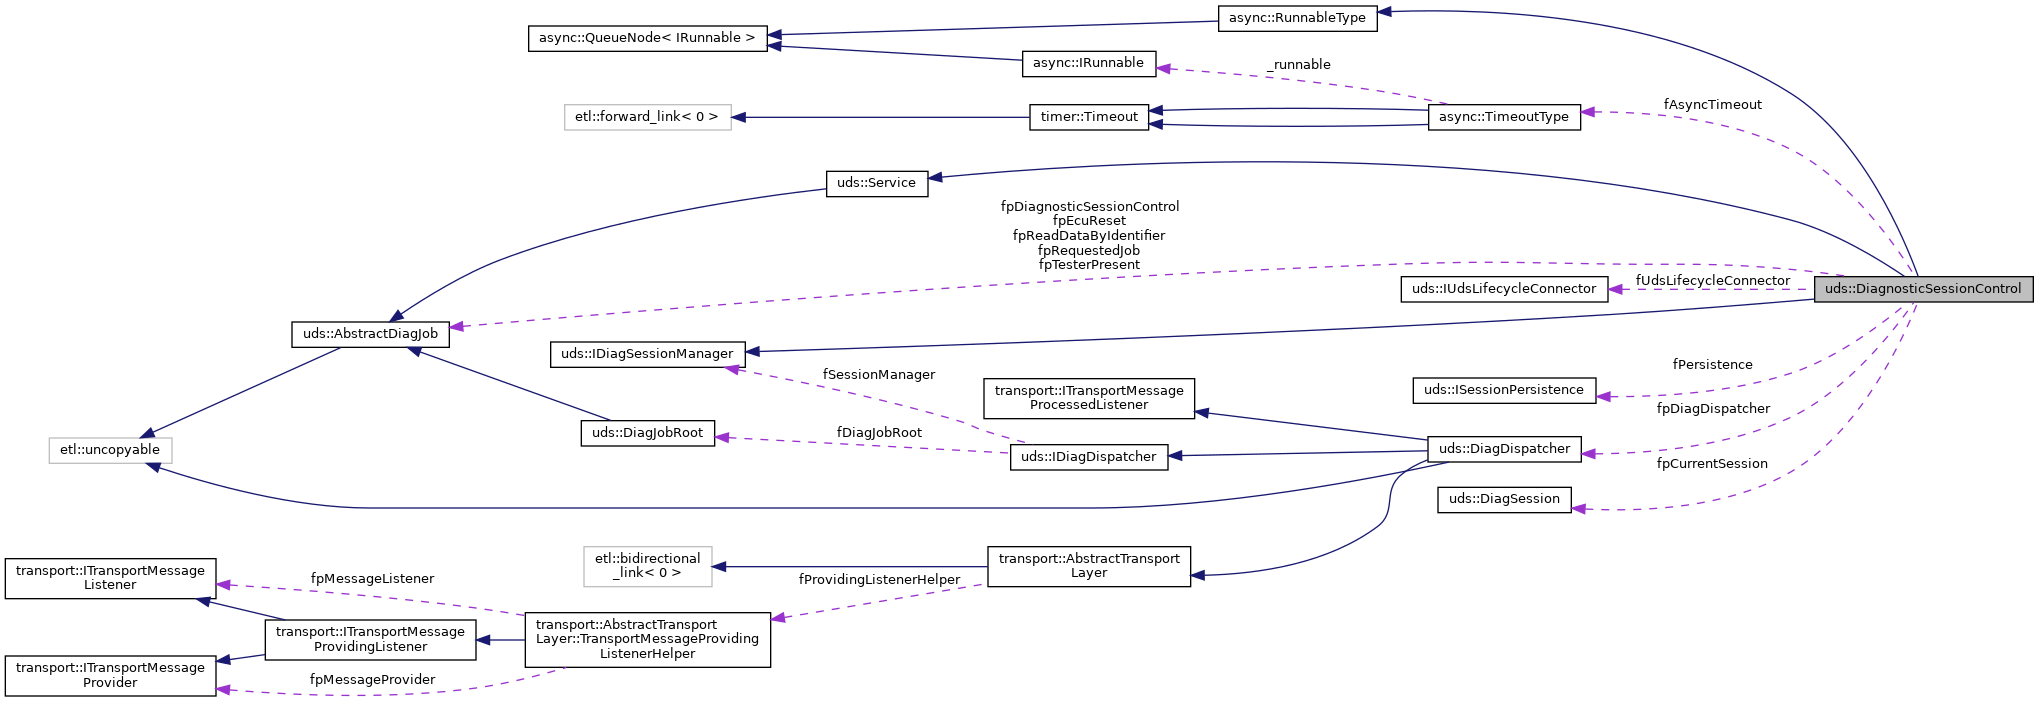 async::RunnableType
async::QueueNode< IRunnable >
async::IRunnable
_runnable
fAsyncTimeout
etl::forward_link< 0 >
timer::Timeout
async::TimeoutType
uds::Service
fpDiagnosticSessionControl
fpEcuReset
fpReadDataByIdentifier
fpRequestedJob
fpTesterPresent
fUdsLifecycleConnector
uds::IUdsLifecycleConnector
uds::DiagnosticSessionControl
uds::AbstractDiagJob
uds::IDiagSessionManager
fSessionManager
fPersistence
transport::ITransportMessage
ProcessedListener
uds::ISessionPersistence
fpDiagDispatcher
uds::DiagJobRoot
fDiagJobRoot
etl::uncopyable
uds::IDiagDispatcher
uds::DiagDispatcher
fpCurrentSession
uds::DiagSession
etl::bidirectional
_link< 0 >
transport::AbstractTransport
Layer
transport::ITransportMessage
Listener
fpMessageListener
fProvidingListenerHelper
transport::ITransportMessage
ProvidingListener
transport::AbstractTransport
Layer::TransportMessageProviding
ListenerHelper
transport::ITransportMessage
Provider
fpMessageProvider